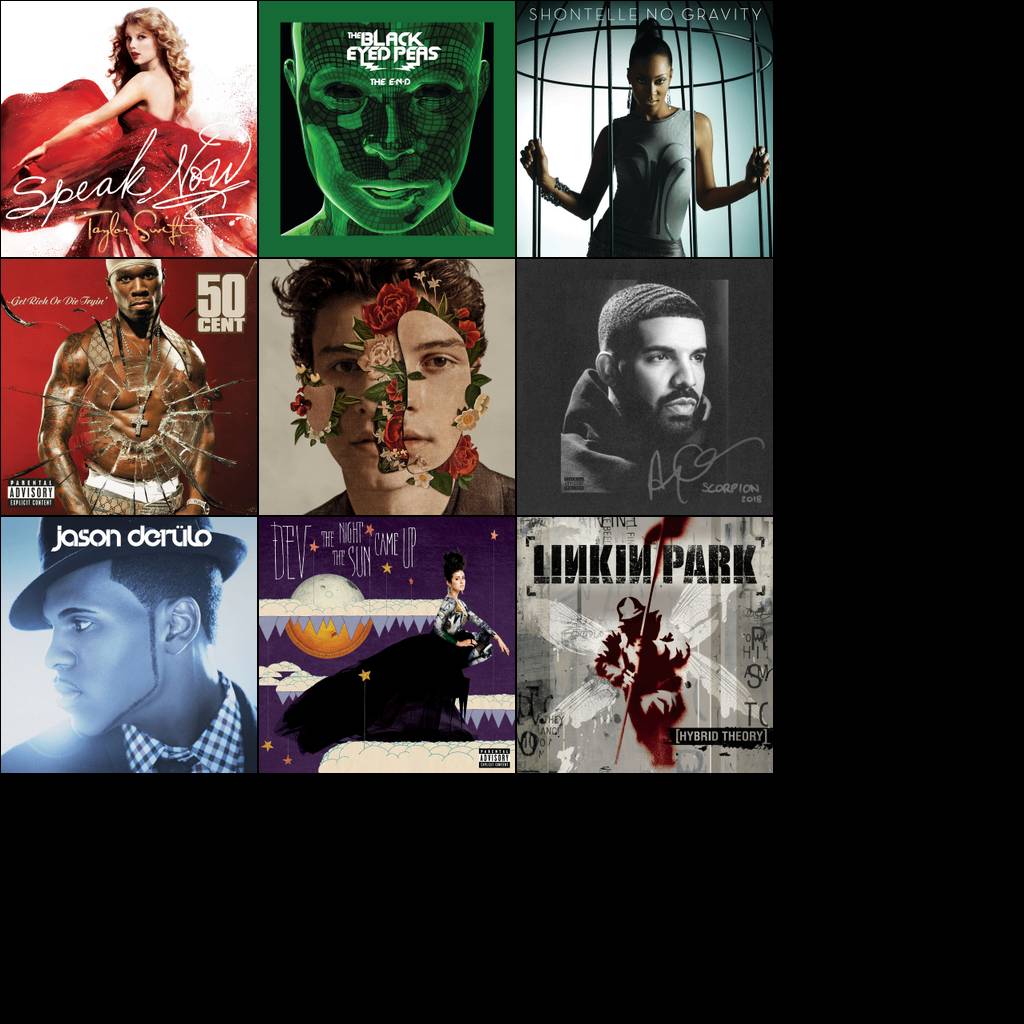 Speak Now
Taylor Swift
THE BLACK
EYED PEAS
THE E·N·D
SHONTELLE NO GRAVITY
Get Rich Or Die Tryin'
50
CENT
PARENTAL
ADVISORY
EXPLICIT CONTENT
SCORPION
2018
jason derülo
DEV THE NIGHT
THE SUN CAME UP
PARENTAL
ADVISORY
EXPLICIT CONTENT
LINKIN PARK
[HYBRID THEORY]